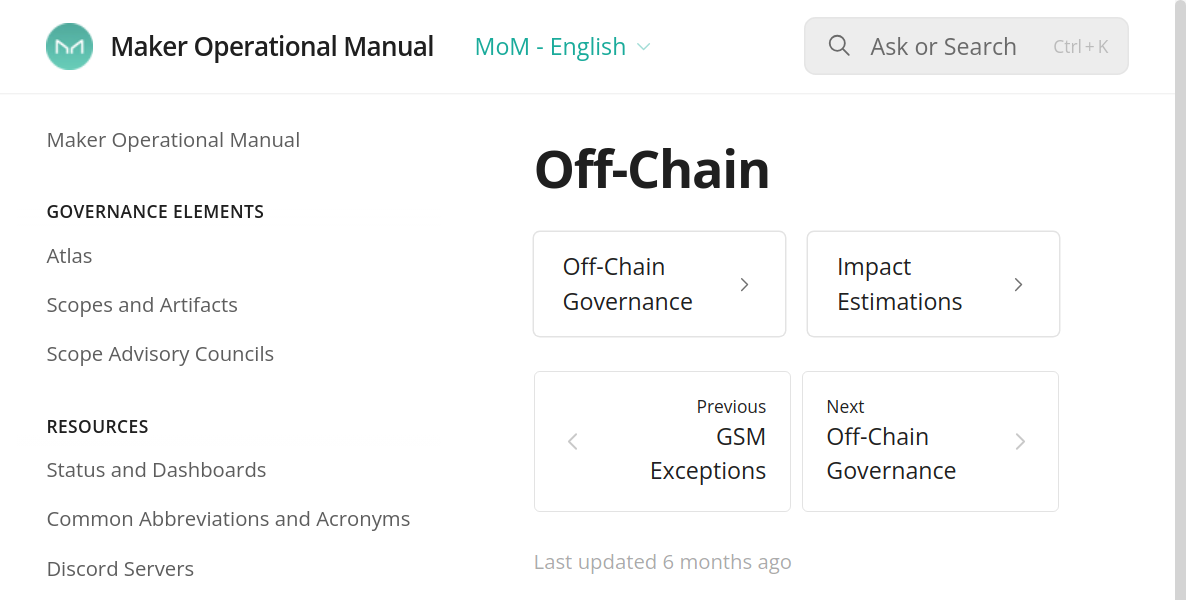 Maker Operational Manual
MoM - English
Ask or Search
Ctrl + K
Maker Operational Manual
GOVERNANCE ELEMENTS
Atlas
Scopes and Artifacts
Scope Advisory Councils
RESOURCES
Status and Dashboards
Common Abbreviations and Acronyms
Discord Servers
Off-Chain
Off-Chain
Governance
Impact
Estimations
Previous
GSM
Exceptions
Next
Off-Chain
Governance
Last updated 6 months ago